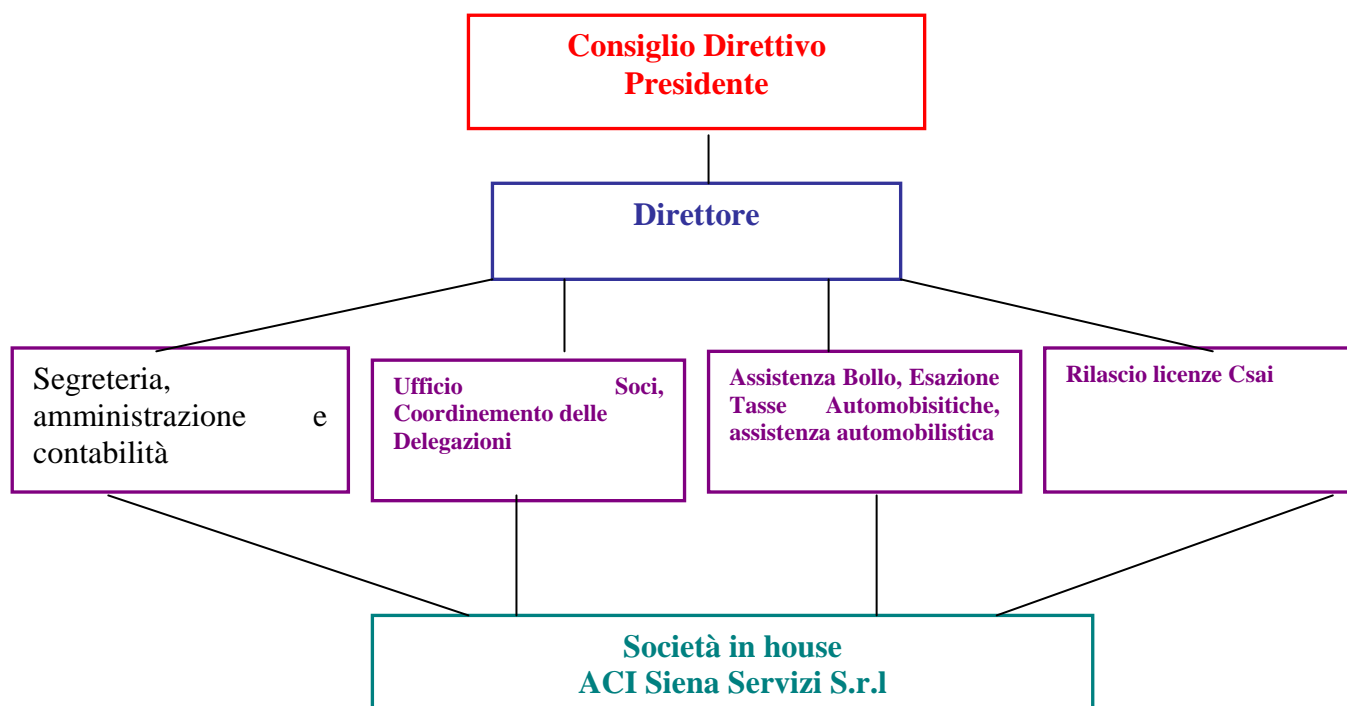 Consiglio Direttivo
Presidente
Direttore
Segreteria,
amministrazione e
contabilità
Ufficio Soci,
Coordinemento delle
Delegazioni
Assistenza Bollo, Esazione
Tasse Automobisitiche,
assistenza automobilistica
Rilascio licenze Csai
Società in house
ACI Siena Servizi S.r.l